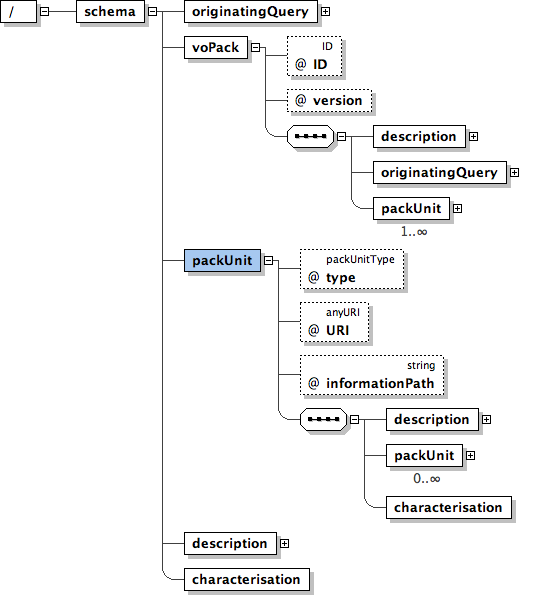 /
schema
originatingQuery
voPack
ID
@ ID
@ version
description
originatingQuery
packUnit
1..∞
packUnit
packUnitType
@ type
anyURI
@ URI
string
@ informationPath
description
packUnit
0..∞
characterisation
description
characterisation